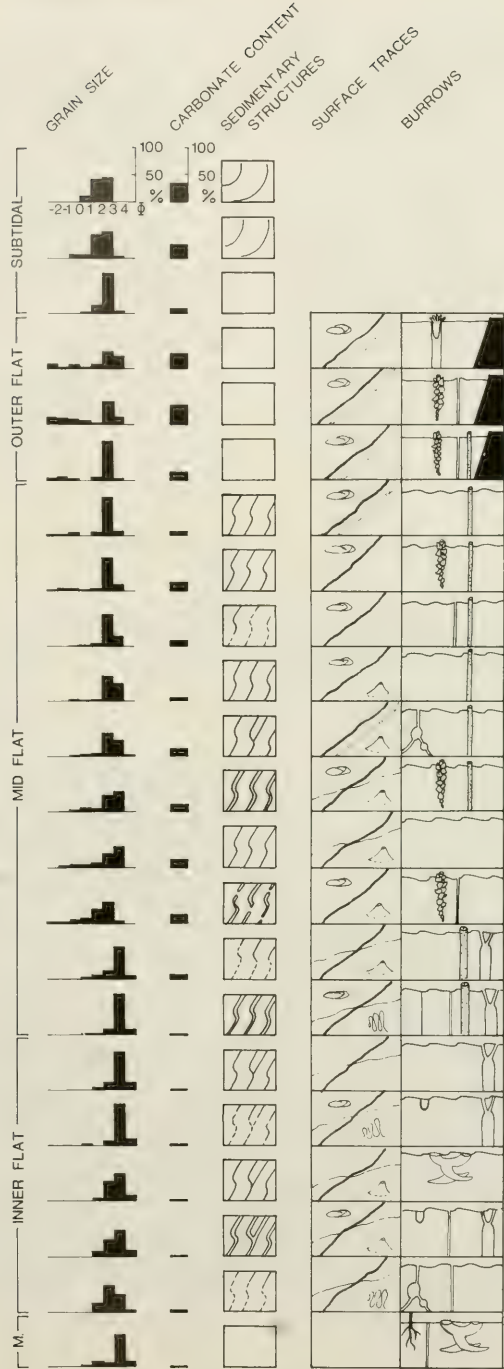 GRAIN SIZE
CARBONATE CONTENT
SEDIMENTARY
STRUCTURES
SURFACE TRACES
BURROWS
100
50
%
-2-1 0 1 2 3 4 Φ
100
50
%
SUBTIDAL
OUTER FLAT
MID FLAT
INNER FLAT
M.